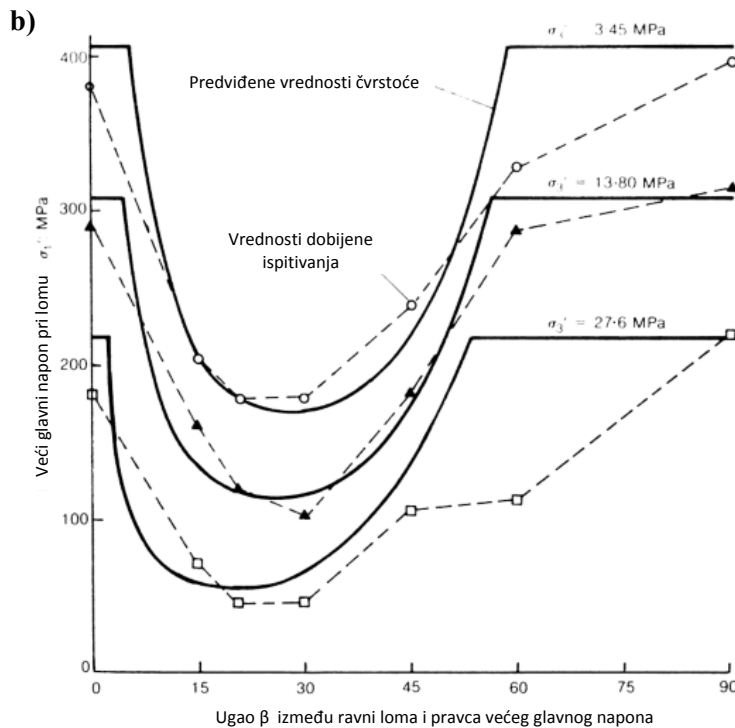 b)
400
300
200
100
0
Veći glavni napon pri lomu σ₁' MPa
σ₃' 3·45 MPa
Predviđene vrednosti čvrstoće
σ₃' = 13·80 MPa
Vrednosti dobijene
ispitivanja
σ₃' = 27·6 MPa
0 15 30 45 60 75 90
Ugao β između ravni loma i pravca većeg glavnog napona